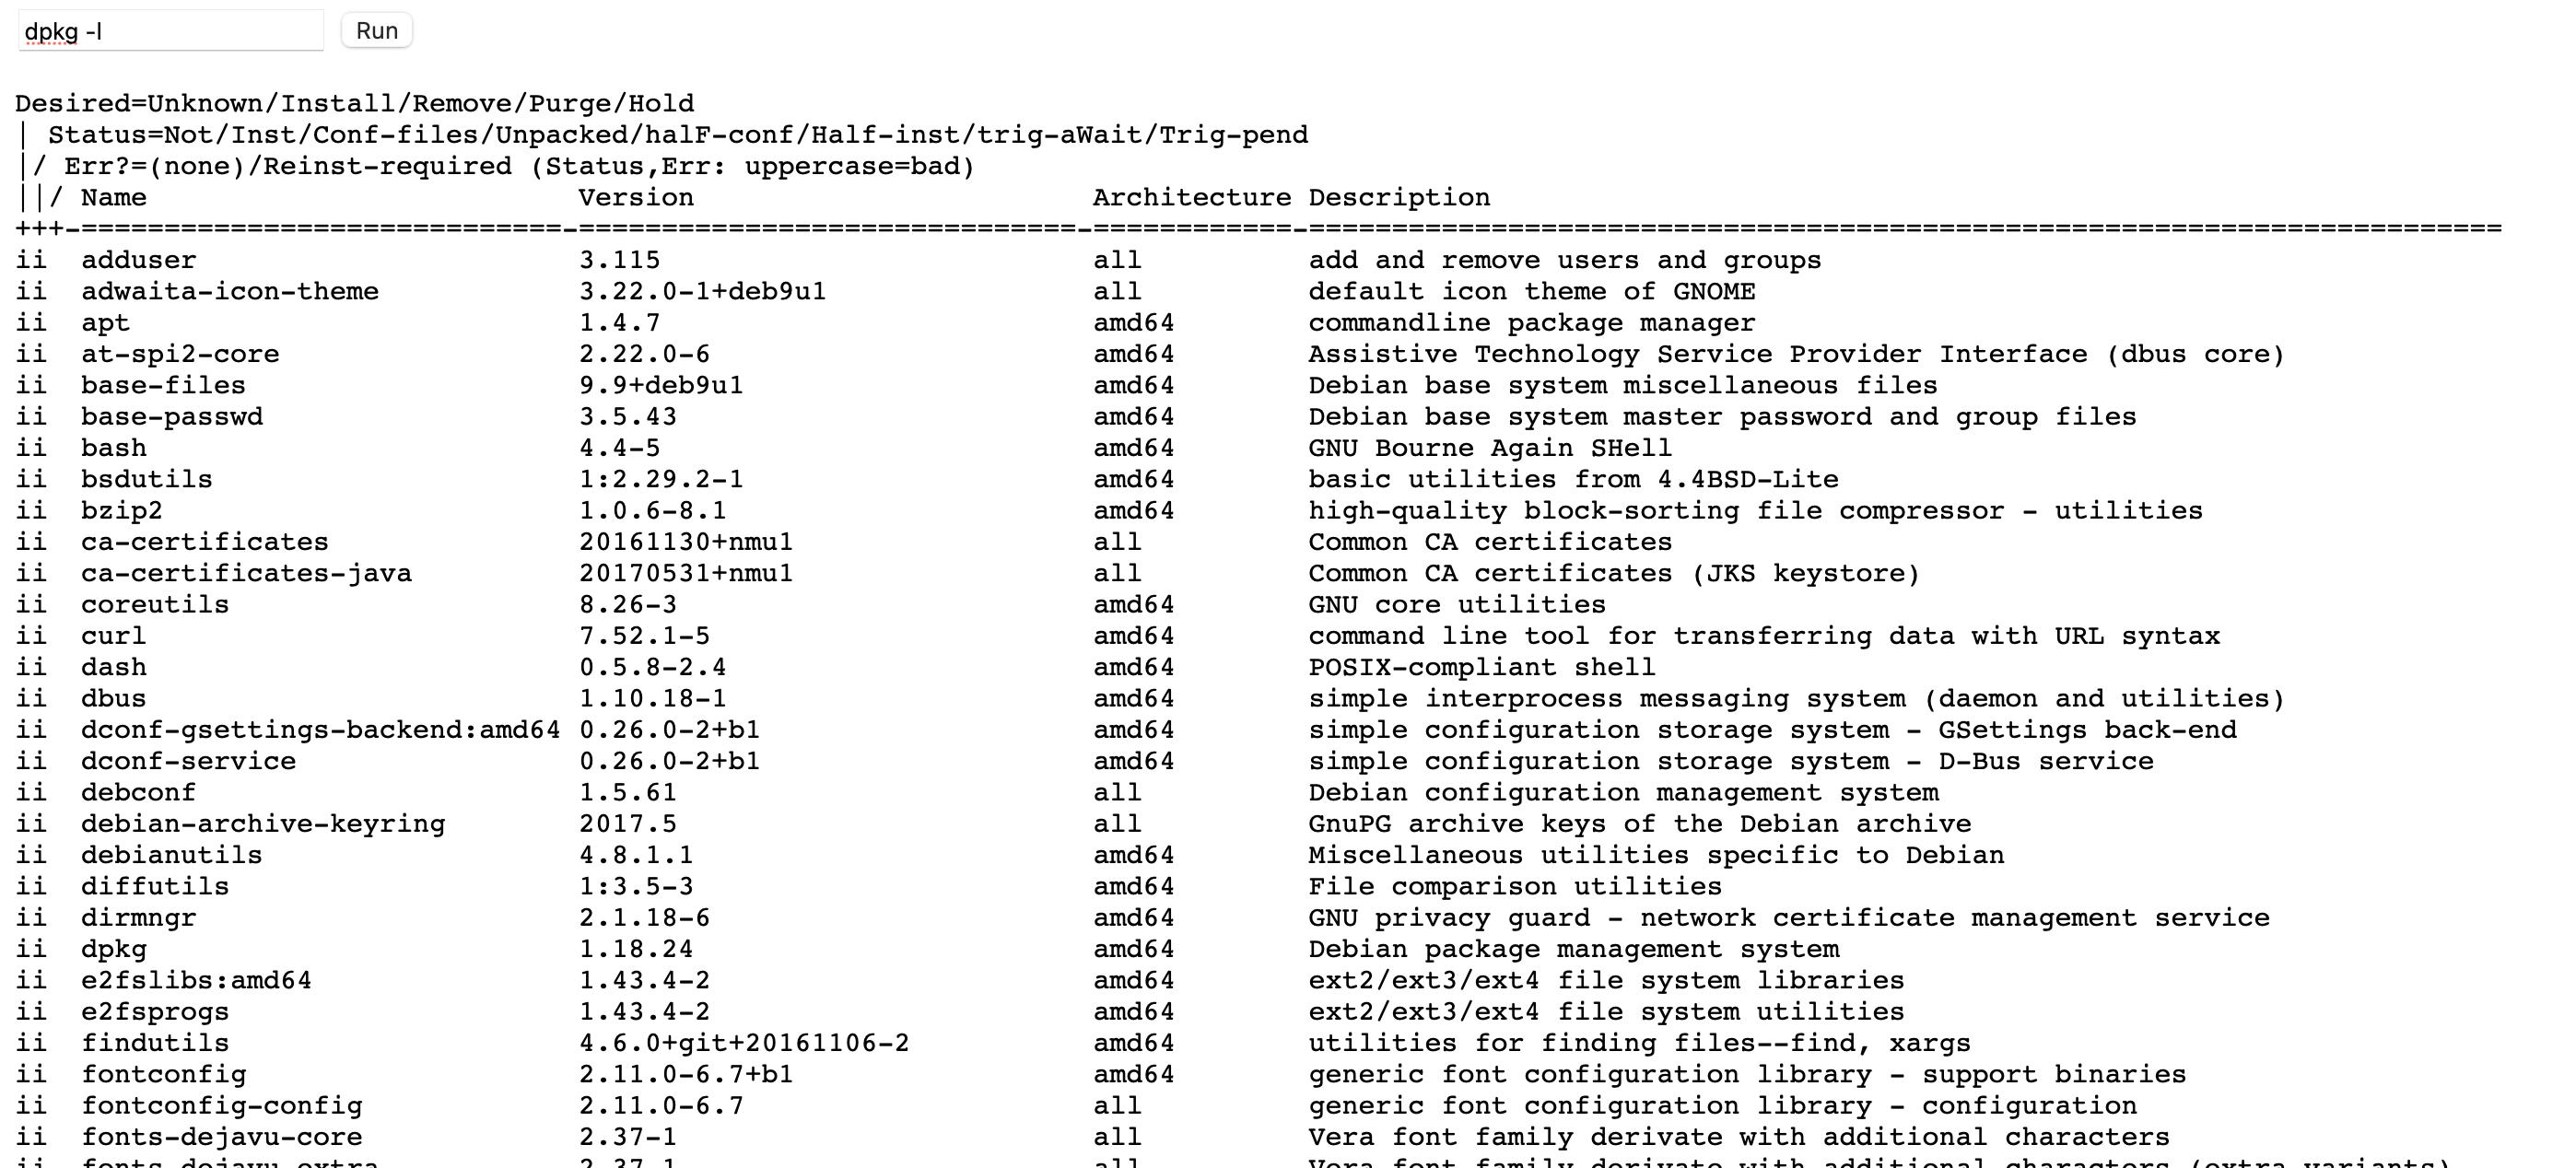 dpkg -l
Run
Desired=Unknown/Install/Remove/Purge/Hold
| Status=Not/Inst/Conf-files/Unpacked/halF-conf/Half-inst/trig-aWait/Trig-pend
|/ Err?=(none)/Reinst-required (Status,Err: uppercase=bad)
||/ Name                          Version                        Architecture Description
+++-=============================-==============================-============-========================================================================
ii  adduser                       3.115                          all          add and remove users and groups
ii  adwaita-icon-theme            3.22.0-1+deb9u1                all          default icon theme of GNOME
ii  apt                           1.4.7                          amd64        commandline package manager
ii  at-spi2-core                  2.22.0-6                       amd64        Assistive Technology Service Provider Interface (dbus core)
ii  base-files                    9.9+deb9u1                     amd64        Debian base system miscellaneous files
ii  base-passwd                   3.5.43                         amd64        Debian base system master password and group files
ii  bash                          4.4-5                          amd64        GNU Bourne Again SHell
ii  bsdutils                      1:2.29.2-1                     amd64        basic utilities from 4.4BSD-Lite
ii  bzip2                         1.0.6-8.1                      amd64        high-quality block-sorting file compressor - utilities
ii  ca-certificates               20161130+nmu1                  all          Common CA certificates
ii  ca-certificates-java          20170531+nmu1                  all          Common CA certificates (JKS keystore)
ii  coreutils                     8.26-3                         amd64        GNU core utilities
ii  curl                          7.52.1-5                       amd64        command line tool for transferring data with URL syntax
ii  dash                          0.5.8-2.4                      amd64        POSIX-compliant shell
ii  dbus                          1.10.18-1                      amd64        simple interprocess messaging system (daemon and utilities)
ii  dconf-gsettings-backend:amd64 0.26.0-2+b1                    amd64        simple configuration storage system - GSettings back-end
ii  dconf-service                 0.26.0-2+b1                    amd64        simple configuration storage system - D-Bus service
ii  debconf                       1.5.61                         all          Debian configuration management system
ii  debian-archive-keyring        2017.5                         all          GnuPG archive keys of the Debian archive
ii  debianutils                   4.8.1.1                        amd64        Miscellaneous utilities specific to Debian
ii  diffutils                     1:3.5-3                        amd64        File comparison utilities
ii  dirmngr                       2.1.18-6                       amd64        GNU privacy guard - network certificate management service
ii  dpkg                          1.18.24                        amd64        Debian package management system
ii  e2fslibs:amd64                1.43.4-2                       amd64        ext2/ext3/ext4 file system libraries
ii  e2fsprogs                     1.43.4-2                       amd64        ext2/ext3/ext4 file system utilities
ii  findutils                     4.6.0+git+20161106-2           amd64        utilities for finding files--find, xargs
ii  fontconfig                    2.11.0-6.7+b1                  amd64        generic font configuration library - support binaries
ii  fontconfig-config             2.11.0-6.7                     all          generic font configuration library - configuration
ii  fonts-dejavu-core             2.37-1                         all          Vera font family derivate with additional characters
ii  fonts-dejavu-extra            2.37-1                         all          Vera font family derivate with additional characters (extra variants)